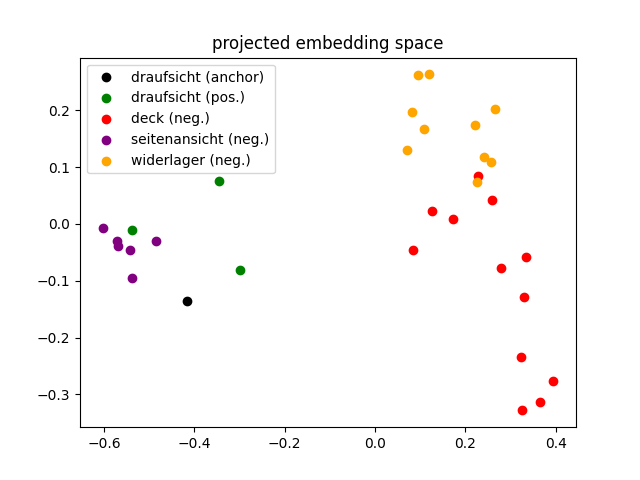 projected embedding space
draufsicht (anchor)
draufsicht (pos.)
deck (neg.)
seitenansicht (neg.)
widerlager (neg.)
0.2
0.1
0.0
−0.1
−0.2
−0.3
−0.6 −0.4 −0.2 0.0 0.2 0.4